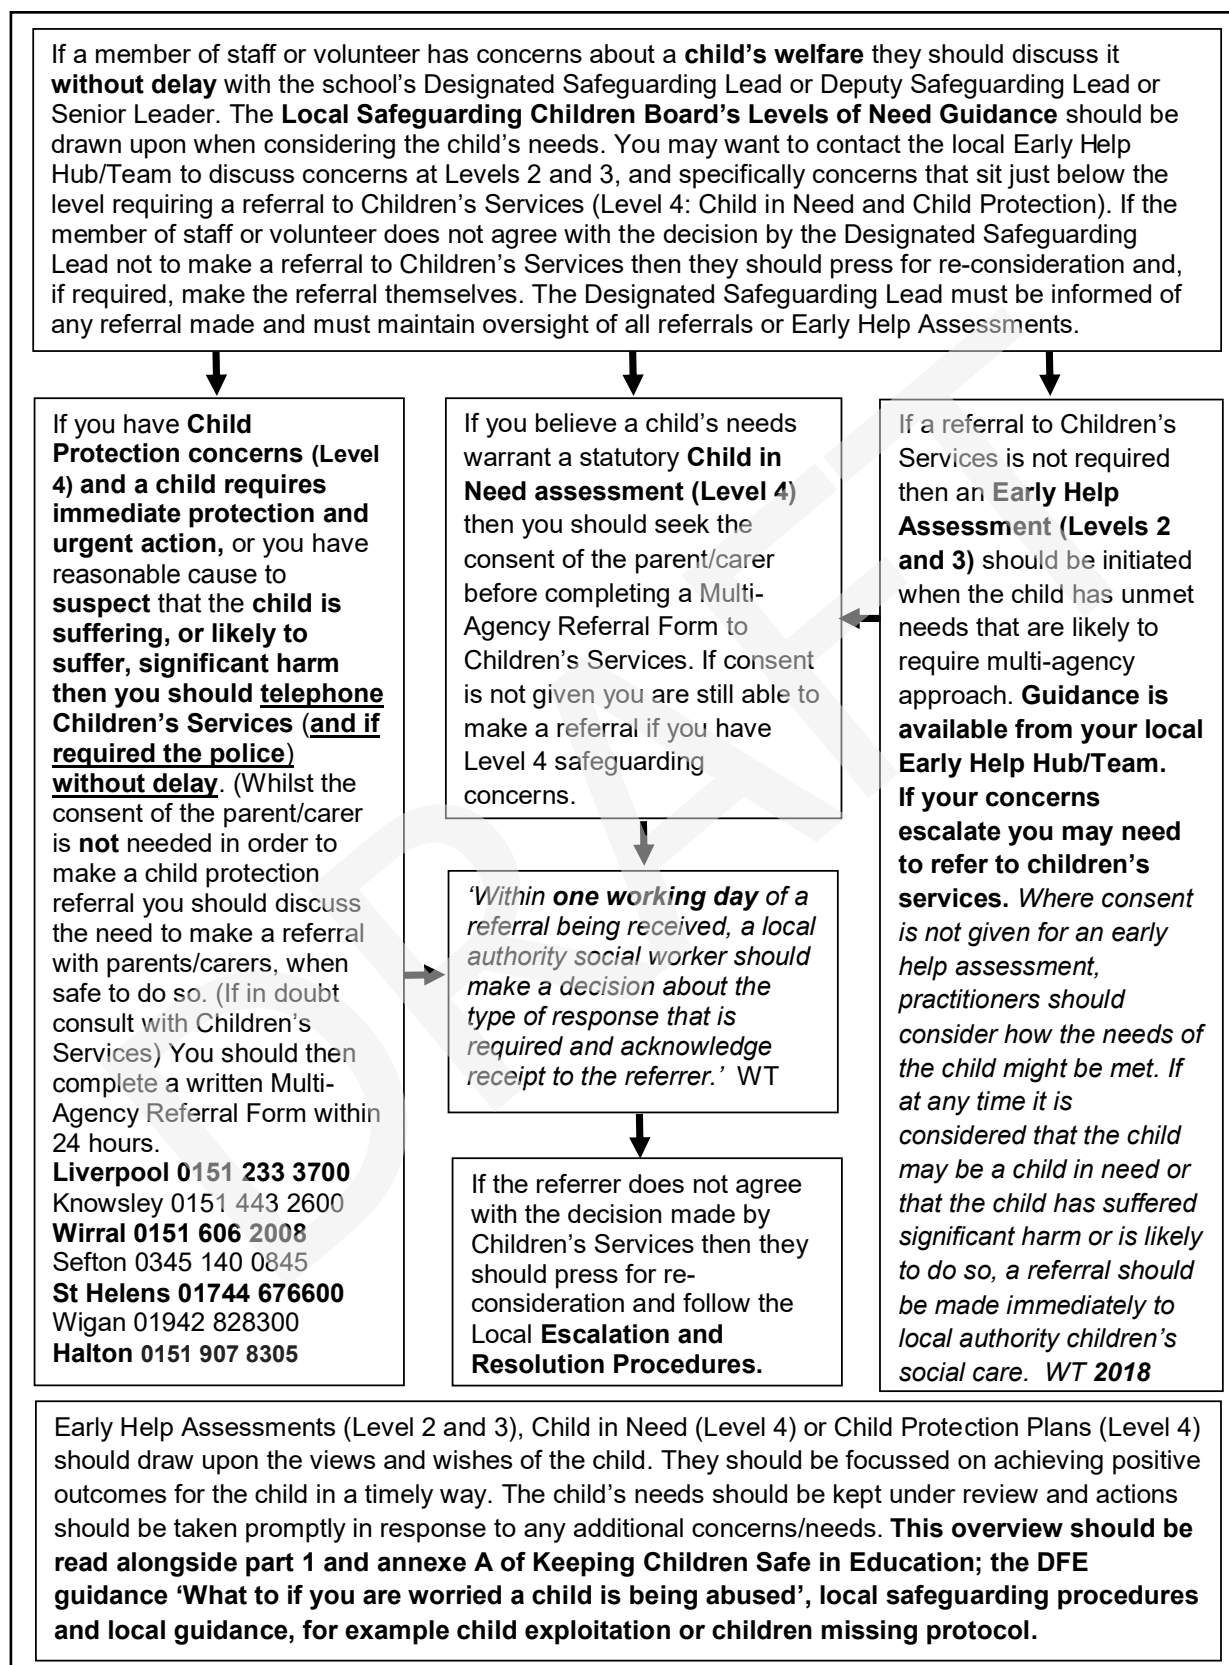 If a member of staff or volunteer has concerns about a child's welfare they should discuss it
without delay with the school's Designated Safeguarding Lead or Deputy Safeguarding Lead or
Senior Leader. The Local Safeguarding Children Board's Levels of Need Guidance should be
drawn upon when considering the child's needs. You may want to contact the local Early Help
Hub/Team to discuss concerns at Levels 2 and 3, and specifically concerns that sit just below the
level requiring a referral to Children's Services (Level 4: Child in Need and Child Protection). If the
member of staff or volunteer does not agree with the decision by the Designated Safeguarding
Lead not to make a referral to Children's Services then they should press for re-consideration and,
if required, make the referral themselves. The Designated Safeguarding Lead must be informed of
any referral made and must maintain oversight of all referrals or Early Help Assessments.
If you have Child
Protection concerns (Level
4) and a child requires
immediate protection and
urgent action, or you have
reasonable cause to
suspect that the child is
suffering, or likely to
suffer, significant harm
then you should telephone
Children's Services (and if
required the police)
without delay. (Whilst the
consent of the parent/carer
is not needed in order to
make a child protection
referral you should discuss
the need to make a referral
with parents/carers, when
safe to do so. (If in doubt
consult with Children's
Services) You should then
complete a written Multi-
Agency Referral Form within
24 hours.
Liverpool 0151 233 3700
Knowsley 0151 443 2600
Wirral 0151 606 2008
Sefton 0345 140 0845
St Helens 01744 676600
Wigan 01942 828300
Halton 0151 907 8305
If you believe a child's needs
warrant a statutory Child in
Need assessment (Level 4)
then you should seek the
consent of the parent/carer
before completing a Multi-
Agency Referral Form to
Children's Services. If consent
is not given you are still able to
make a referral if you have
Level 4 safeguarding
concerns.
'Within one working day of a
referral being received, a local
authority social worker should
make a decision about the
type of response that is
required and acknowledge
receipt to the referrer.' WT
If the referrer does not agree
with the decision made by
Children's Services then they
should press for re-
consideration and follow the
Local Escalation and
Resolution Procedures.
If a referral to Children's
Services is not required
then an Early Help
Assessment (Levels 2
and 3) should be initiated
when the child has unmet
needs that are likely to
require multi-agency
approach. Guidance is
available from your local
Early Help Hub/Team.
If your concerns
escalate you may need
to refer to children's
services. Where consent
is not given for an early
help assessment,
practitioners should
consider how the needs of
the child might be met. If
at any time it is
considered that the child
may be a child in need or
that the child has suffered
significant harm or is likely
to do so, a referral should
be made immediately to
local authority children's
social care. WT 2018
Early Help Assessments (Level 2 and 3), Child in Need (Level 4) or Child Protection Plans (Level 4)
should draw upon the views and wishes of the child. They should be focussed on achieving positive
outcomes for the child in a timely way. The child's needs should be kept under review and actions
should be taken promptly in response to any additional concerns/needs. This overview should be
read alongside part 1 and annexe A of Keeping Children Safe in Education; the DFE
guidance 'What to if you are worried a child is being abused', local safeguarding procedures
and local guidance, for example child exploitation or children missing protocol.
DRAFT